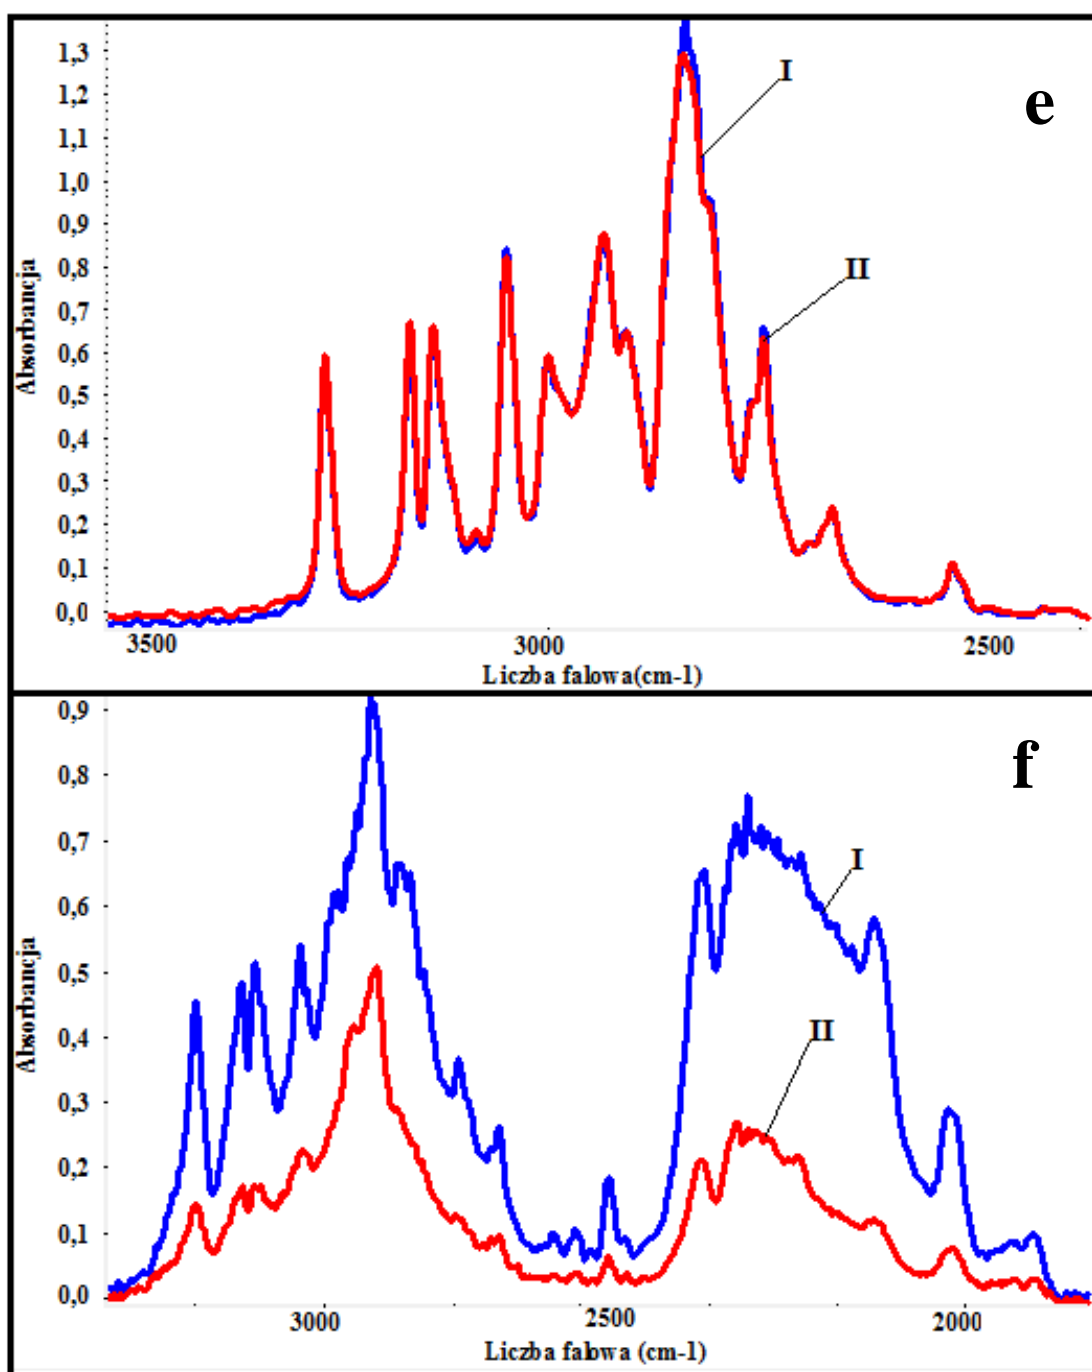 e
Absorbancja
1,3
1,2
1,1
1,0
0,9
0,8
0,7
0,6
0,5
0,4
0,3
0,2
0,1
0,0
I
II
3500 3000 2500
Liczba falowa(cm-1)
f
Absorbancja
0,9
0,8
0,7
0,6
0,5
0,4
0,3
0,2
0,1
0,0
I
II
3000 2500 2000
Liczba falowa (cm-1)